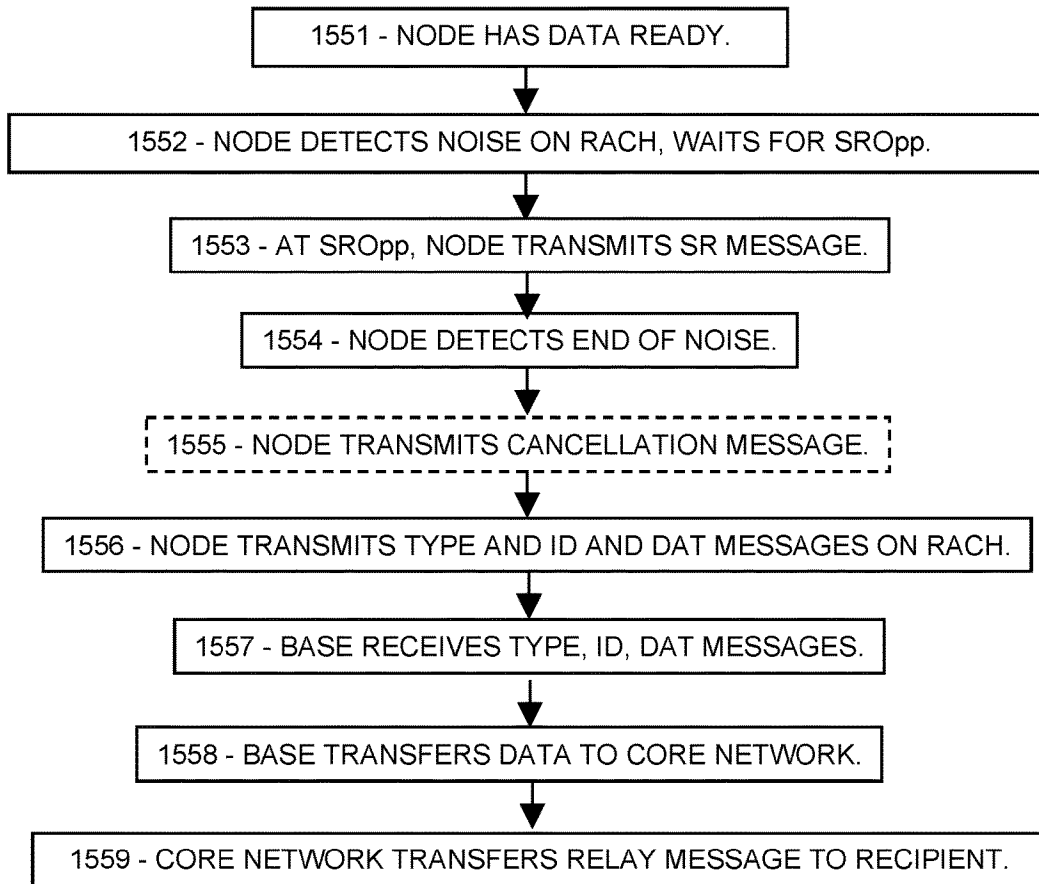 1551 - NODE HAS DATA READY.
1552 - NODE DETECTS NOISE ON RACH, WAITS FOR SROpp.
1553 - AT SROpp, NODE TRANSMITS SR MESSAGE.
1554 - NODE DETECTS END OF NOISE.
1555 - NODE TRANSMITS CANCELLATION MESSAGE.
1556 - NODE TRANSMITS TYPE AND ID AND DAT MESSAGES ON RACH.
1557 - BASE RECEIVES TYPE, ID, DAT MESSAGES.
1558 - BASE TRANSFERS DATA TO CORE NETWORK.
1559 - CORE NETWORK TRANSFERS RELAY MESSAGE TO RECIPIENT.